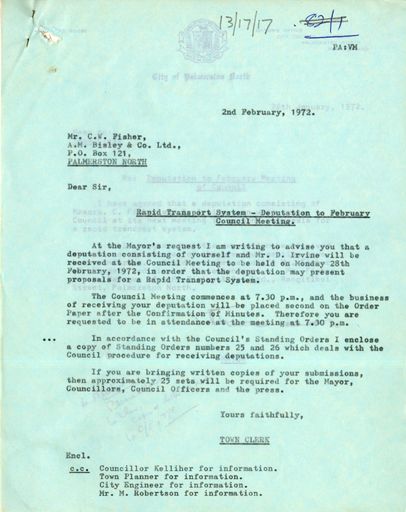 13/17/17
PA:VM
City of Palmerston North
2nd February, 1972.
Mr. C.W. Fisher,
A.M. Bisley & Co. Ltd.,
P.O. Box 121,
PALMERSTON NORTH
Dear Sir,
Rapid Transport System - Deputation to February
Council Meeting.
At the Mayor's request I am writing to advise you that a
deputation consisting of yourself and Mr. D. Irvine will be
received at the Council Meeting to be held on Monday 28th
February, 1972, in order that the deputation may present
proposals for a Rapid Transport System.
The Council Meeting commences at 7.30 p.m., and the business
of receiving your deputation will be placed second on the Order
Paper after the Confirmation of Minutes. Therefore you are
requested to be in attendance at the meeting at 7.30 p.m.
... In accordance with the Council's Standing Orders I enclose
a copy of Standing Orders numbers 25 and 26 which deals with the
Council procedure for receiving deputations.
If you are bringing written copies of your submissions,
then approximately 25 sets will be required for the Mayor,
Councillors, Council Officers and the press.
Yours faithfully,
TOWN CLERK
Encl.
c.c. Councillor Kelliher for information.
Town Planner for information.
City Engineer for information.
Mr. M. Robertson for information.